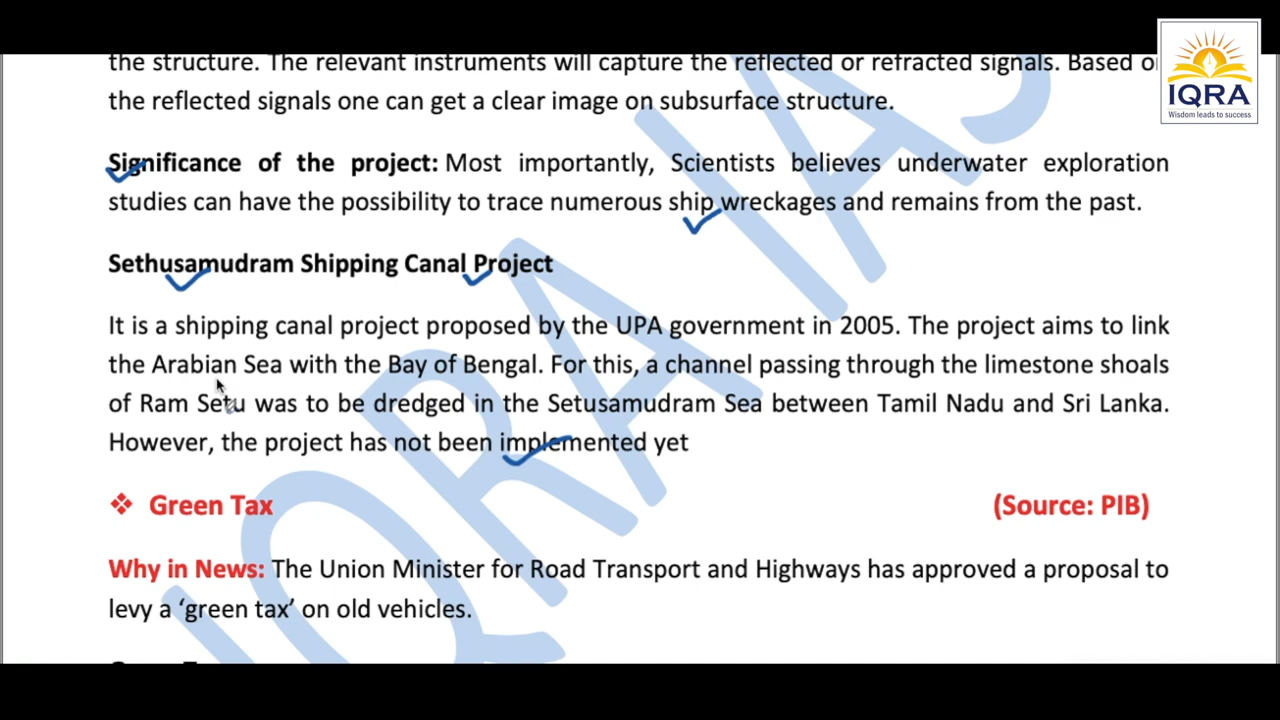 IQRA
Wisdom leads to success
the structure. The relevant instruments will capture the reflected or refracted signals. Based
the reflected signals one can get a clear image on subsurface structure.
Significance of the project: Most importantly, Scientists believes underwater exploration
studies can have the possibility to trace numerous ship wreckages and remains from the past.
Sethusamudram Shipping Canal Project
It is a shipping canal project proposed by the UPA government in 2005. The project aims to link
the Arabian Sea with the Bay of Bengal. For this, a channel passing through the limestone shoals
of Ram Setu was to be dredged in the Setusamudram Sea between Tamil Nadu and Sri Lanka.
However, the project has not been implemented yet
❖ Green Tax (Source: PIB)
Why in News: The Union Minister for Road Transport and Highways has approved a proposal to
levy a ‘green tax’ on old vehicles.
IQRA IAS